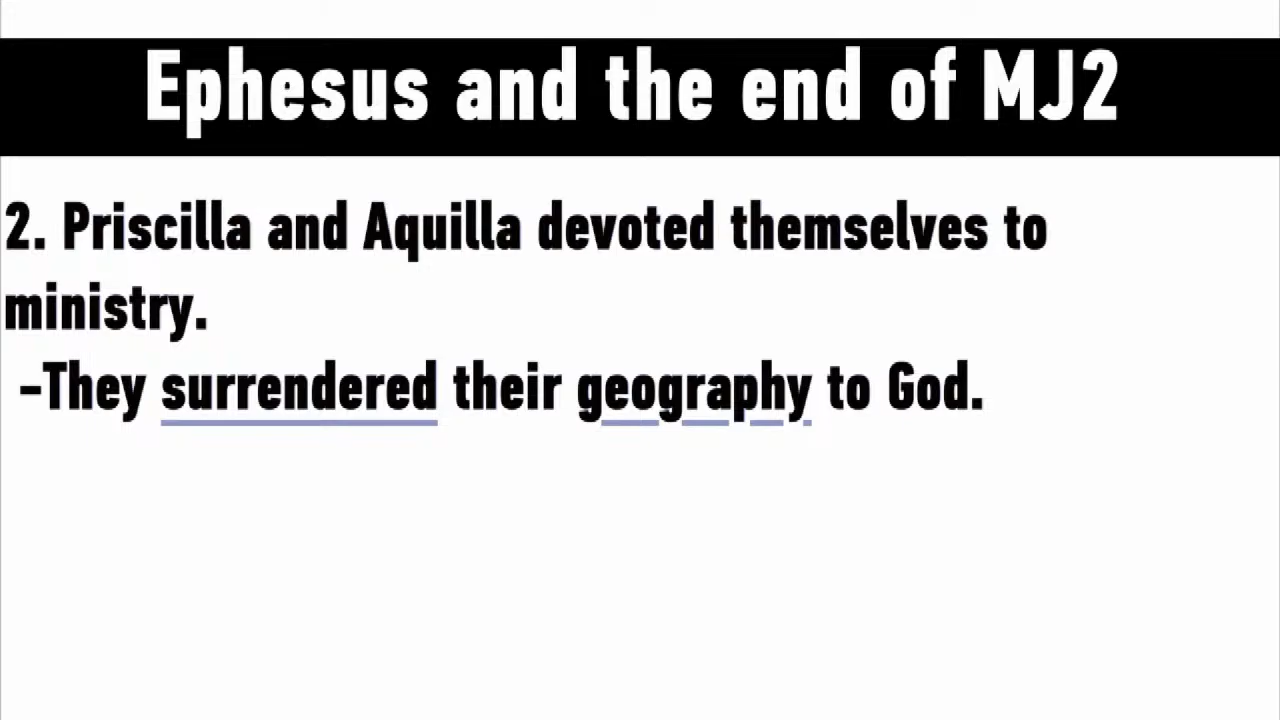 Ephesus and the end of MJ2
2. Priscilla and Aquilla devoted themselves to
ministry.
-They surrendered their geography to God.